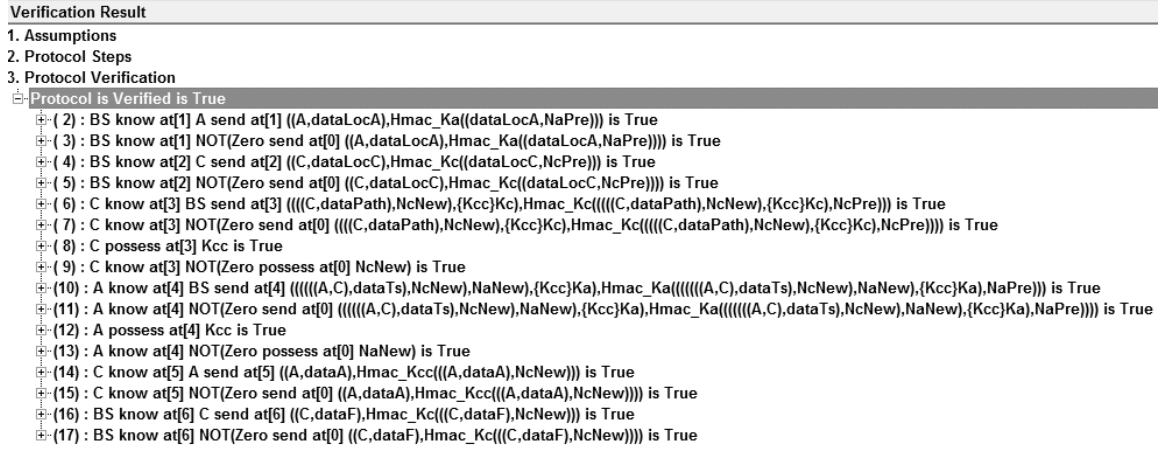 Verification Result
1. Assumptions
2. Protocol Steps
3. Protocol Verification
Protocol is Verified is True
( 2) : BS know at[1] A send at[1] ((A,dataLocA),Hmac_Ka((dataLocA,NaPre))) is True
( 3) : BS know at[1] NOT(Zero send at[0] ((A,dataLocA),Hmac_Ka((dataLocA,NaPre)))) is True
( 4) : BS know at[2] C send at[2] ((C,dataLocC),Hmac_Kc((dataLocC,NcPre))) is True
( 5) : BS know at[2] NOT(Zero send at[0] ((C,dataLocC),Hmac_Kc((dataLocC,NcPre)))) is True
( 6) : C know at[3] BS send at[3] ((((C,dataPath),NcNew),{Kcc}Kc),Hmac_Kc(((((C,dataPath),NcNew),{Kcc}Kc),NcPre))) is True
( 7) : C know at[3] NOT(Zero send at[0] ((((C,dataPath),NcNew),{Kcc}Kc),Hmac_Kc(((((C,dataPath),NcNew),{Kcc}Kc),NcPre)))) is True
( 8) : C possess at[3] Kcc is True
( 9) : C know at[3] NOT(Zero possess at[0] NcNew) is True
(10) : A know at[4] BS send at[4] ((((((A,C),dataTs),NcNew),NaNew),{Kcc}Ka),Hmac_Ka(((((((A,C),dataTs),NcNew),NaNew),{Kcc}Ka),NaPre))) is True
(11) : A know at[4] NOT(Zero send at[0] ((((((A,C),dataTs),NcNew),NaNew),{Kcc}Ka),Hmac_Ka(((((((A,C),dataTs),NcNew),NaNew),{Kcc}Ka),NaPre)))) is True
(12) : A possess at[4] Kcc is True
(13) : A know at[4] NOT(Zero possess at[0] NaNew) is True
(14) : C know at[5] A send at[5] ((A,dataA),Hmac_Kcc(((A,dataA),NcNew))) is True
(15) : C know at[5] NOT(Zero send at[0] ((A,dataA),Hmac_Kcc(((A,dataA),NcNew)))) is True
(16) : BS know at[6] C send at[6] ((C,dataF),Hmac_Kc(((C,dataF),NcNew))) is True
(17) : BS know at[6] NOT(Zero send at[0] ((C,dataF),Hmac_Kc(((C,dataF),NcNew)))) is True